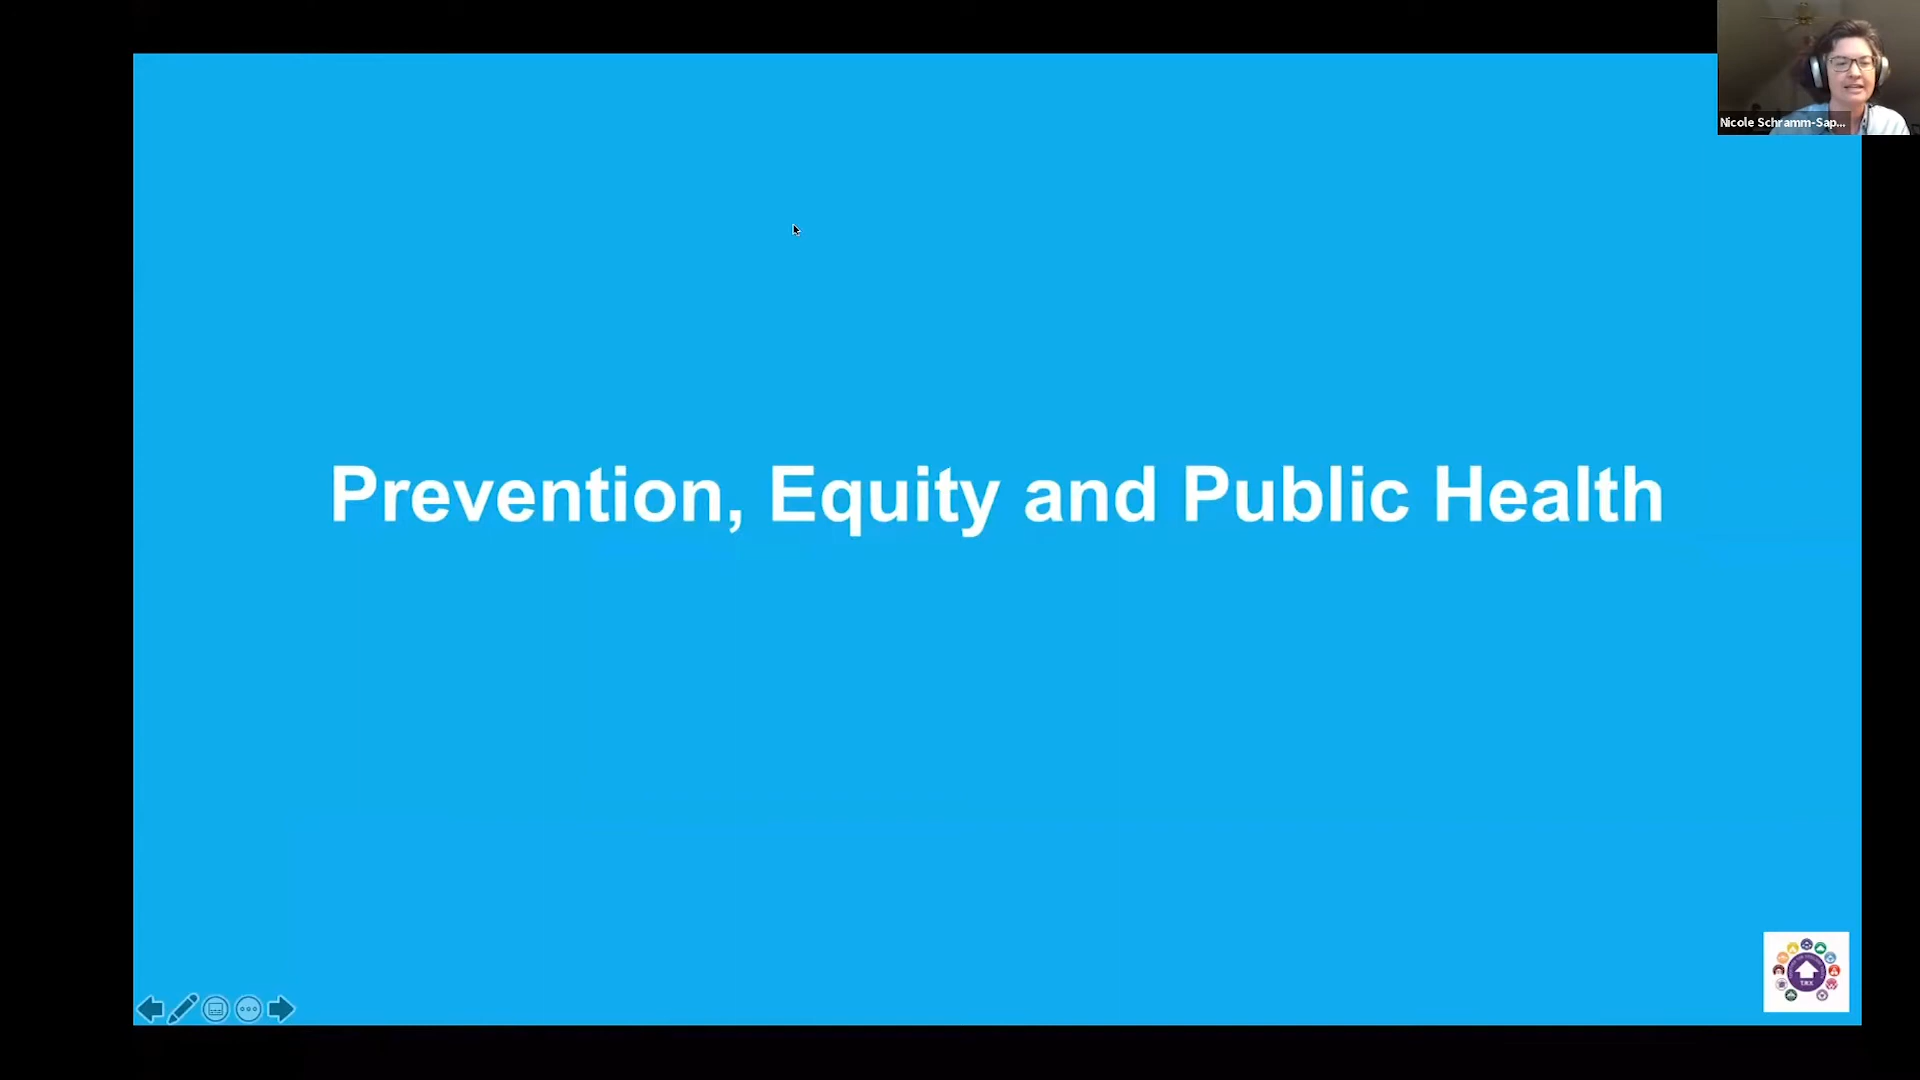 Nicole Schramm-Sap...
Prevention, Equity and Public Health